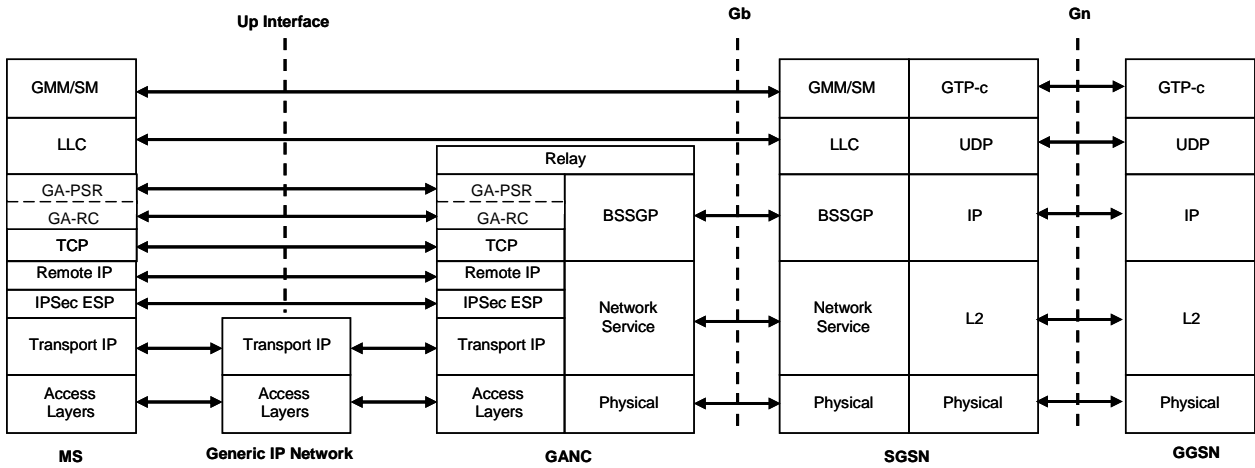 Up Interface
Gb
Gn
GMM/SM
GMM/SM
GTP-c
GTP-c
LLC
LLC
UDP
UDP
Relay
GA-PSR
GA-PSR
GA-RC
GA-RC
BSSGP
BSSGP
IP
IP
TCP
TCP
Remote IP
Remote IP
IPSec ESP
IPSec ESP
Network
Service
Network
Service
L2
L2
Transport IP
Transport IP
Transport IP
Access
Layers
Access
Layers
Access
Layers
Physical
Physical
Physical
Physical
MS
Generic IP Network
GANC
SGSN
GGSN